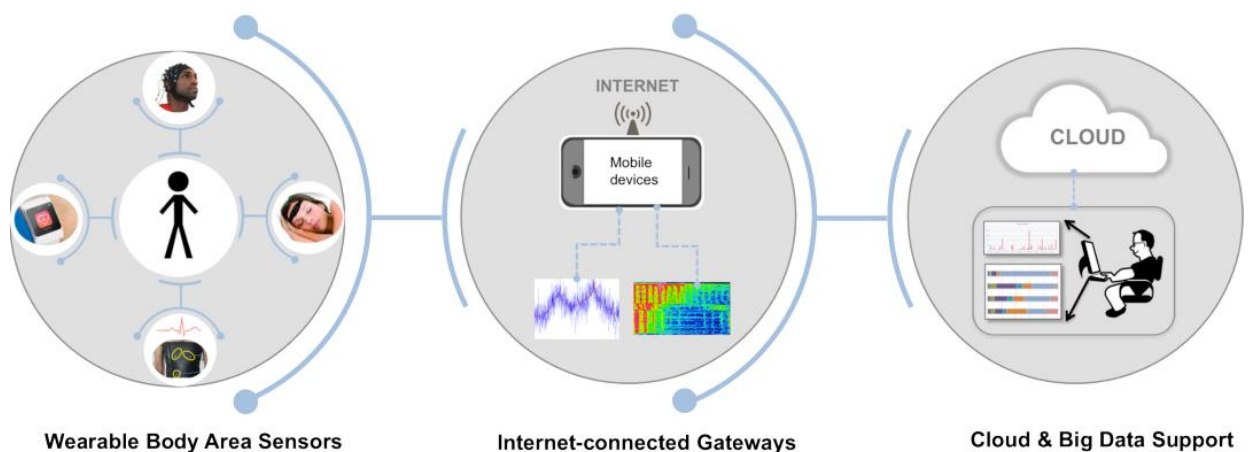 INTERNET
Mobile
devices
CLOUD
Wearable Body Area Sensors
Internet-connected Gateways
Cloud & Big Data Support